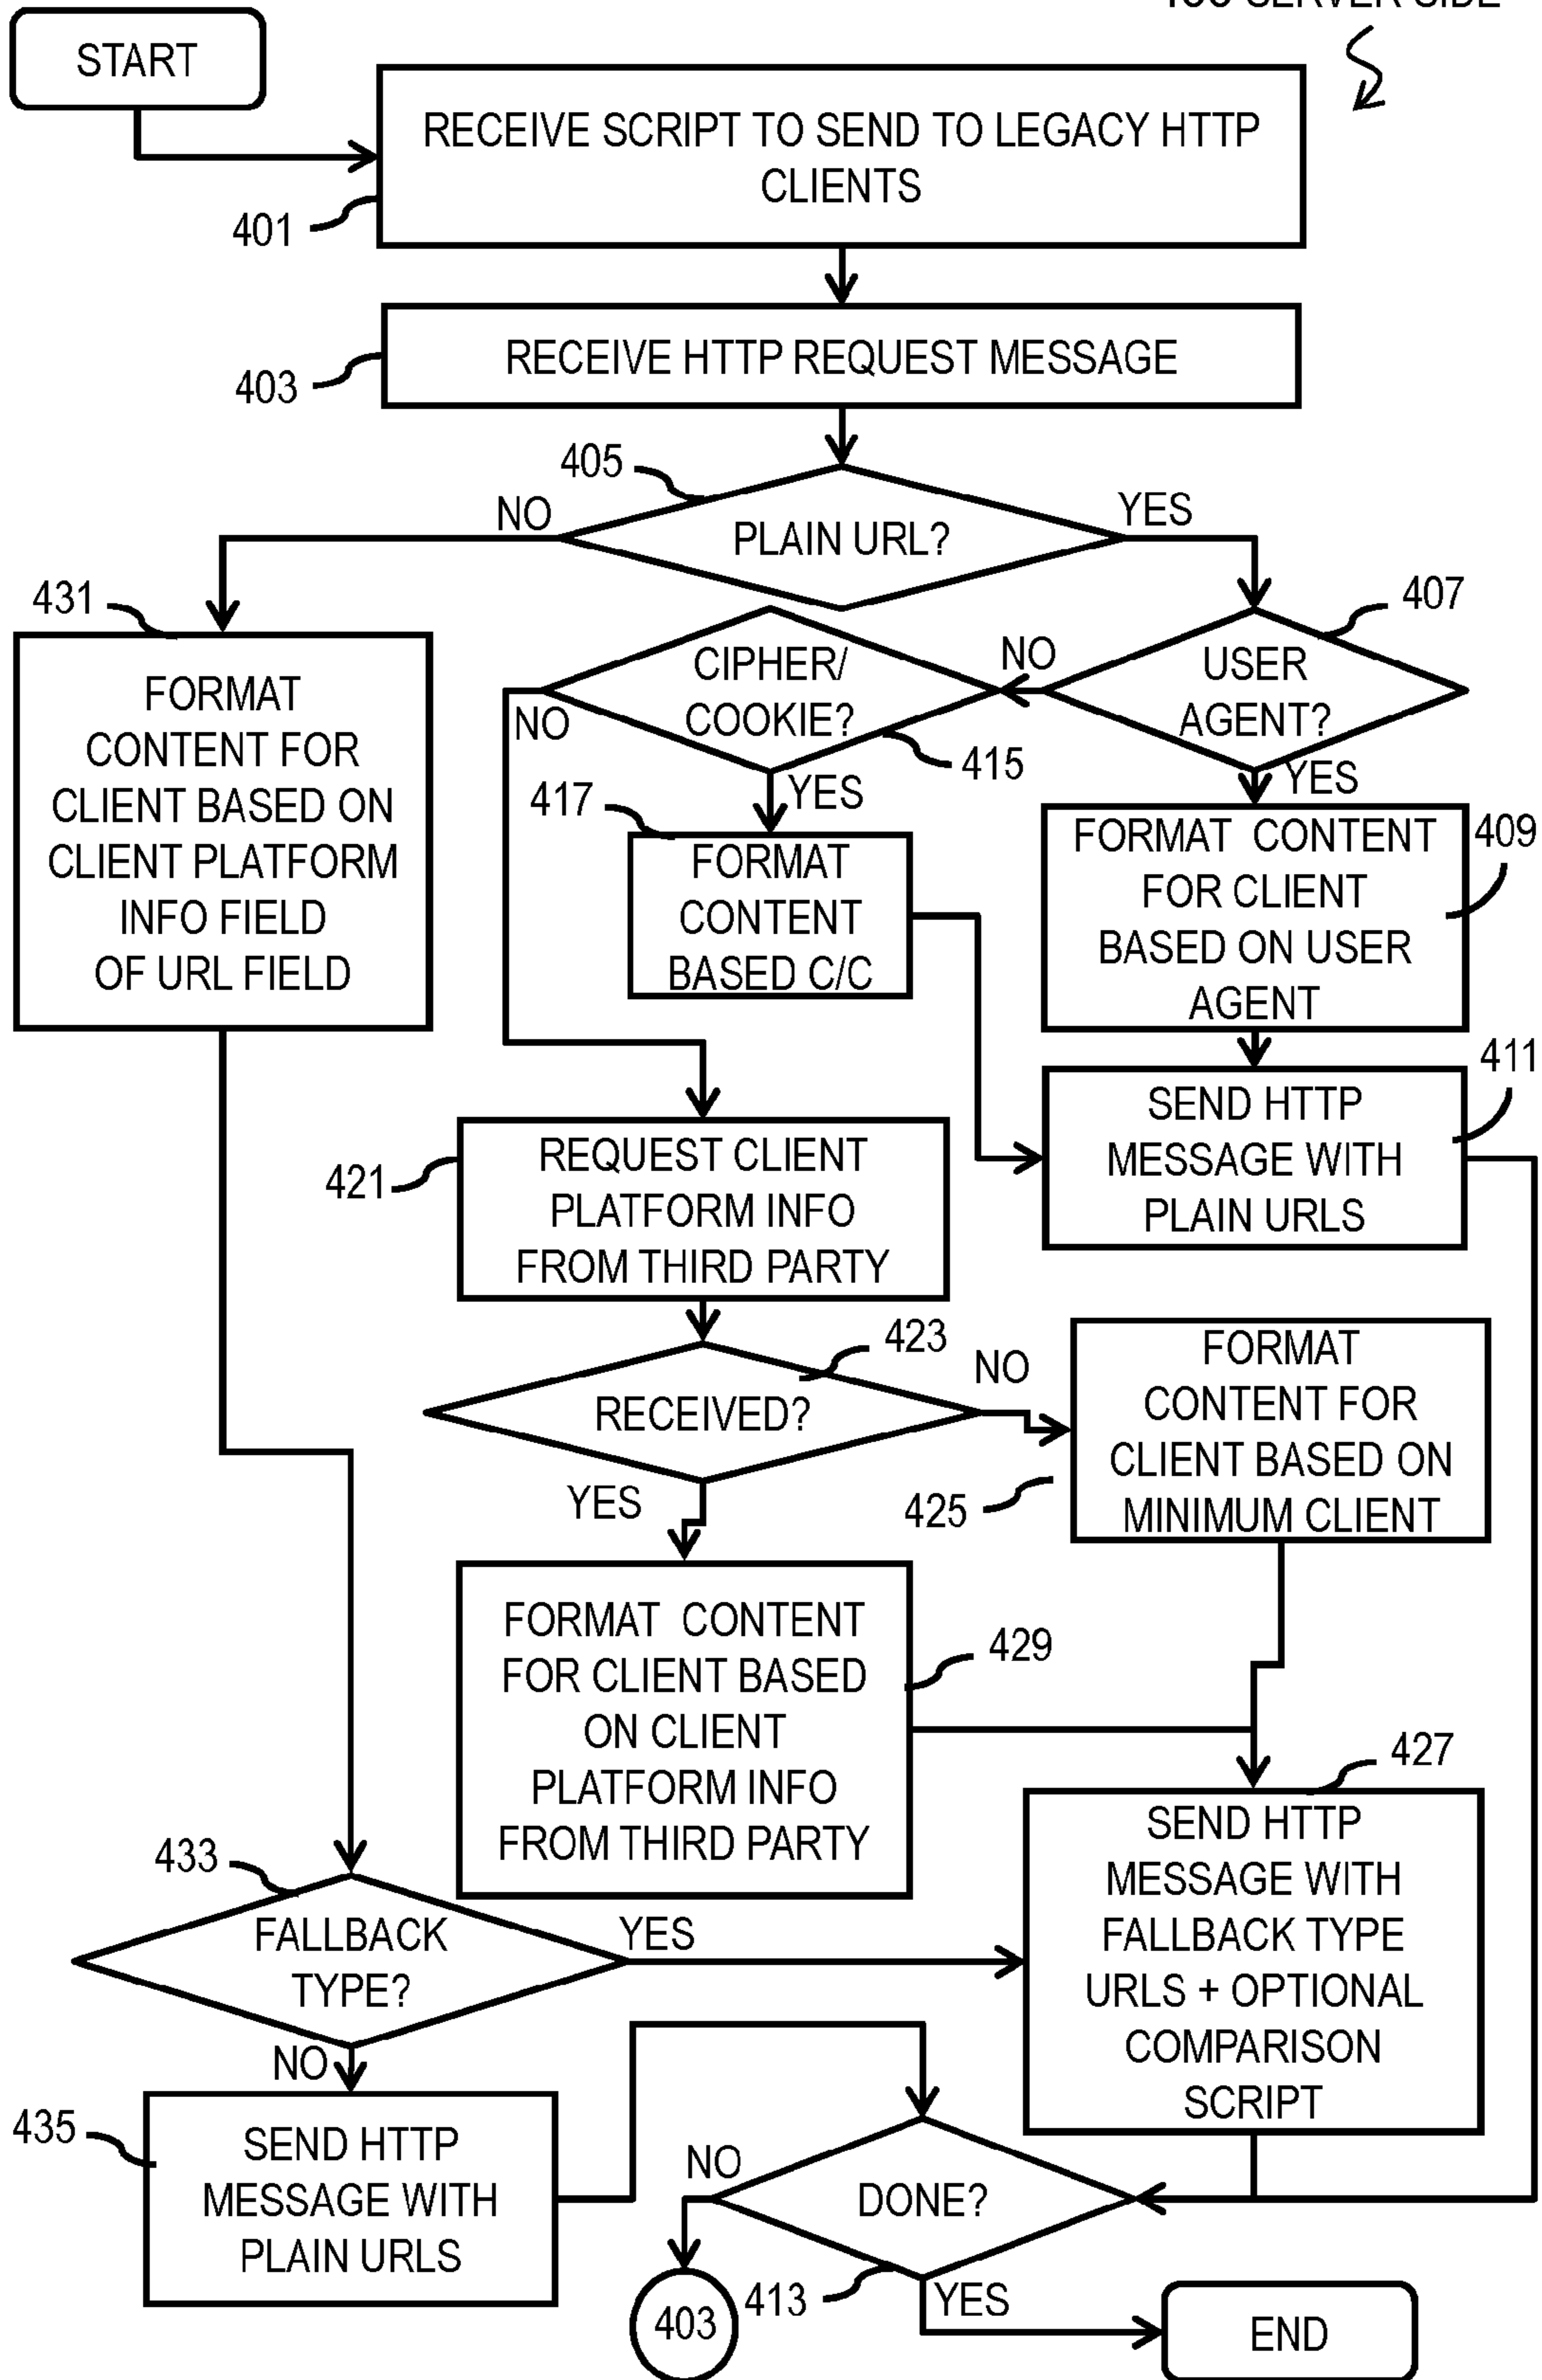 SERVER SIDE
START
RECEIVE SCRIPT TO SEND TO LEGACY HTTP
CLIENTS
401
RECEIVE HTTP REQUEST MESSAGE
403
405
NO
YES
PLAIN URL?
431
407
FORMAT
CONTENT FOR
CLIENT BASED ON
CLIENT PLATFORM
INFO FIELD
OF URL FIELD
CIPHER/
COOKIE?
NO
USER
AGENT?
NO
415
YES
YES
417
FORMAT
CONTENT
BASED C/C
FORMAT CONTENT
FOR CLIENT
BASED ON USER
AGENT
409
411
SEND HTTP
MESSAGE WITH
PLAIN URLS
REQUEST CLIENT
PLATFORM INFO
FROM THIRD PARTY
421
423
NO
RECEIVED?
YES
FORMAT
CONTENT FOR
CLIENT BASED ON
MINIMUM CLIENT
425
FORMAT CONTENT
FOR CLIENT BASED
ON CLIENT
PLATFORM INFO
FROM THIRD PARTY
429
427
SEND HTTP
MESSAGE WITH
FALLBACK TYPE
URLS + OPTIONAL
COMPARISON
SCRIPT
433
FALLBACK
TYPE?
YES
NO
435
SEND HTTP
MESSAGE WITH
PLAIN URLS
NO
DONE?
403
413
YES
END